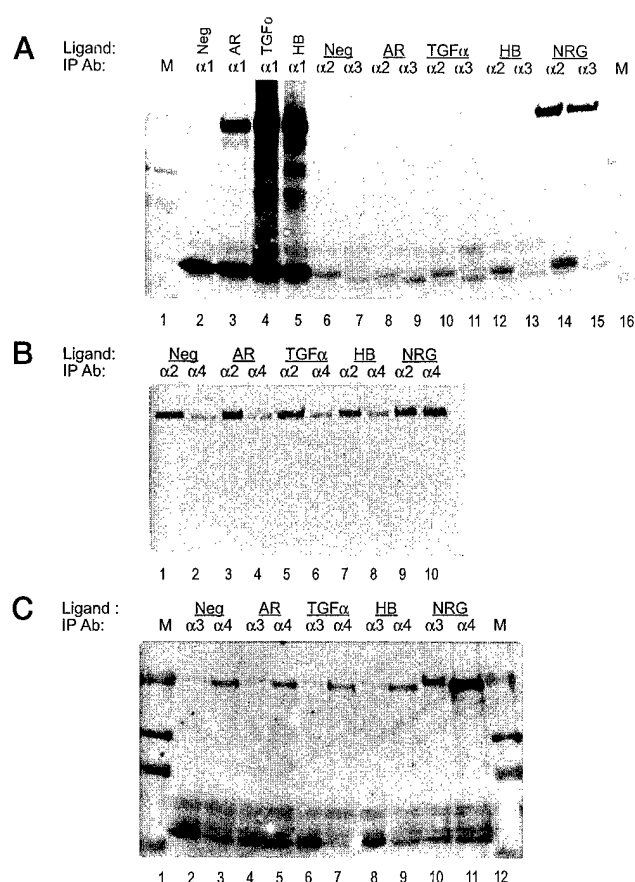 A
Ligand: Neg AR TGFα HB Neg AR TGFα HB NRG
IP Ab: M α1 α1 α1 α1 α2 α3 α2 α3 α2 α3 α2 α3 α2 α3 M
1 2 3 4 5 6 7 8 9 10 11 12 13 14 15 16
B
Ligand: Neg AR TGFα HB NRG
IP Ab: α2 α4 α2 α4 α2 α4 α2 α4 α2 α4
1 2 3 4 5 6 7 8 9 10
C
Ligand : Neg AR TGFα HB NRG
IP Ab: M α3 α4 α3 α4 α3 α4 α3 α4 α3 α4 M
1 2 3 4 5 6 7 8 9 10 11 12